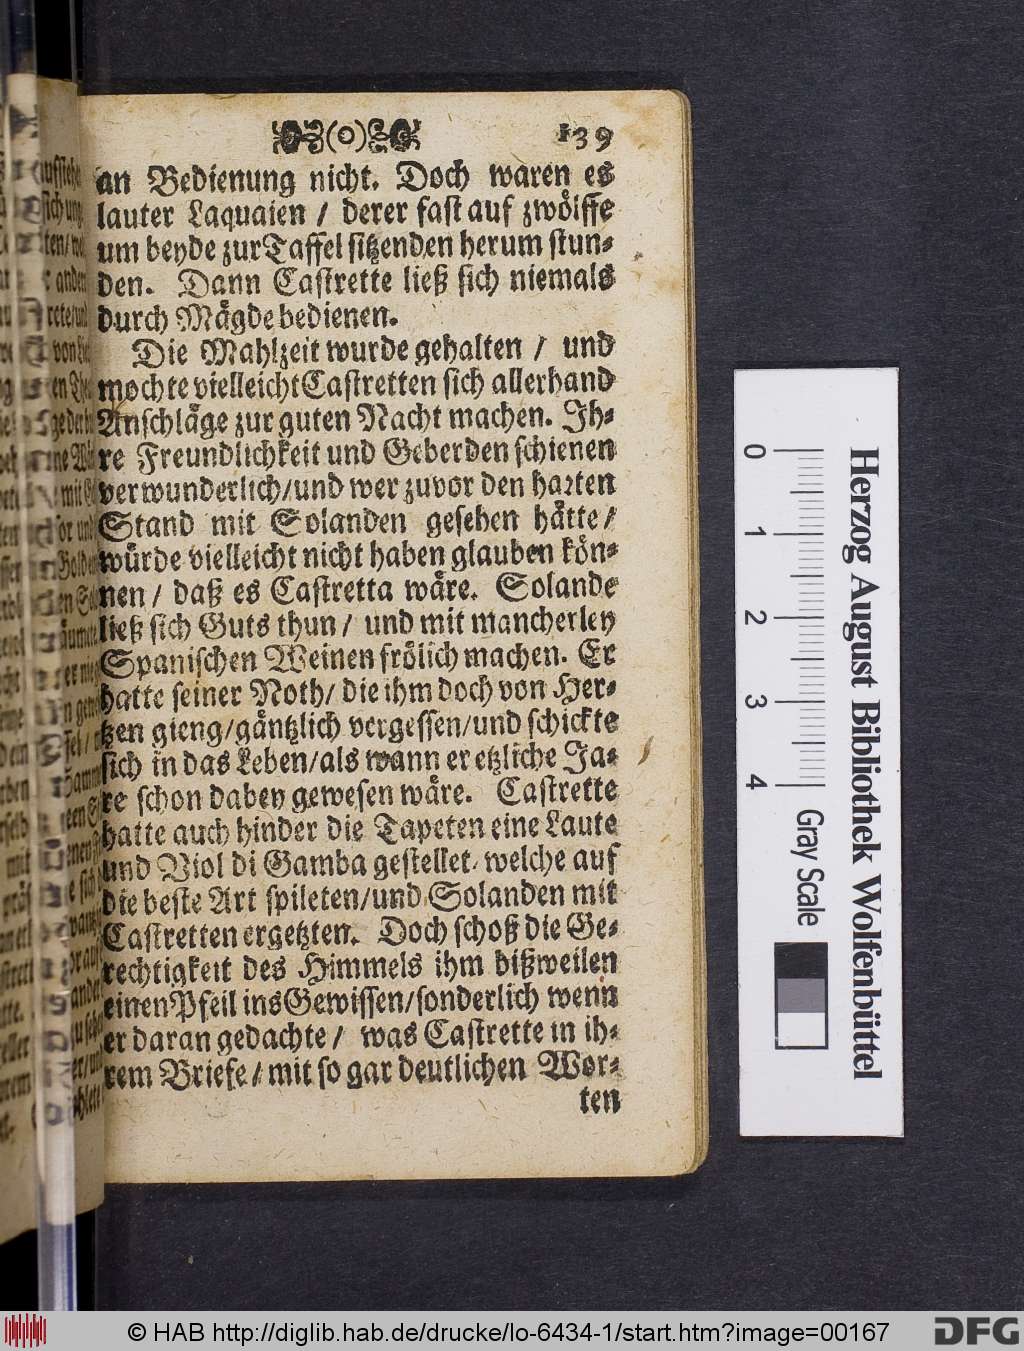 (o) 139
an Bedienung nicht. Doch waren es
lauter Laquaien / derer fast auf zwölffe
um beyde zur Taffel sitzenden herum stun-
den. Dann Castrette ließ sich niemals
durch Mägde bedienen.
Die Mahlzeit wurde gehalten / und
mochte vielleicht Castretten sich allerhand
Anschläge zur guten Nacht machen. Ih-
re Freundlichkeit und Geberden schienen
verwunderlich/und wer zuvor den harten
Stand mit Solanden gesehen hätte/
würde vielleicht nicht haben glauben kön-
nen / daß es Castretta wäre. Solande
ließ sich Guts thun / und mit mancherley
Spanischen Weinen frölich machen. Er
hatte seiner Noth/ die ihm doch von Her-
tzen gieng/gäntzlich vergessen/und schickte
sich in das Leben/als wann er etzliche Ja-
re schon dabey gewesen wäre. Castrette
hatte auch hinder die Tapeten eine Laute
und Viol di Gamba gestellet, welche auf
die beste Art spileten/und Solanden mit
Castretten ergetzten. Doch schoß die Ge-
rechtigkeit des Himmels ihm bißweilen
einen Pfeil ins Gewissen/sonderlich wenn
er daran gedachte / was Castrette in ih-
rem Briefe/mit so gar deutlichen Wor-
ten
0 1 2 3 4
Gray Scale
Herzog August Bibliothek Wolfenbüttel
© HAB http://diglib.hab.de/drucke/lo-6434-1/start.htm?image=00167
DFG